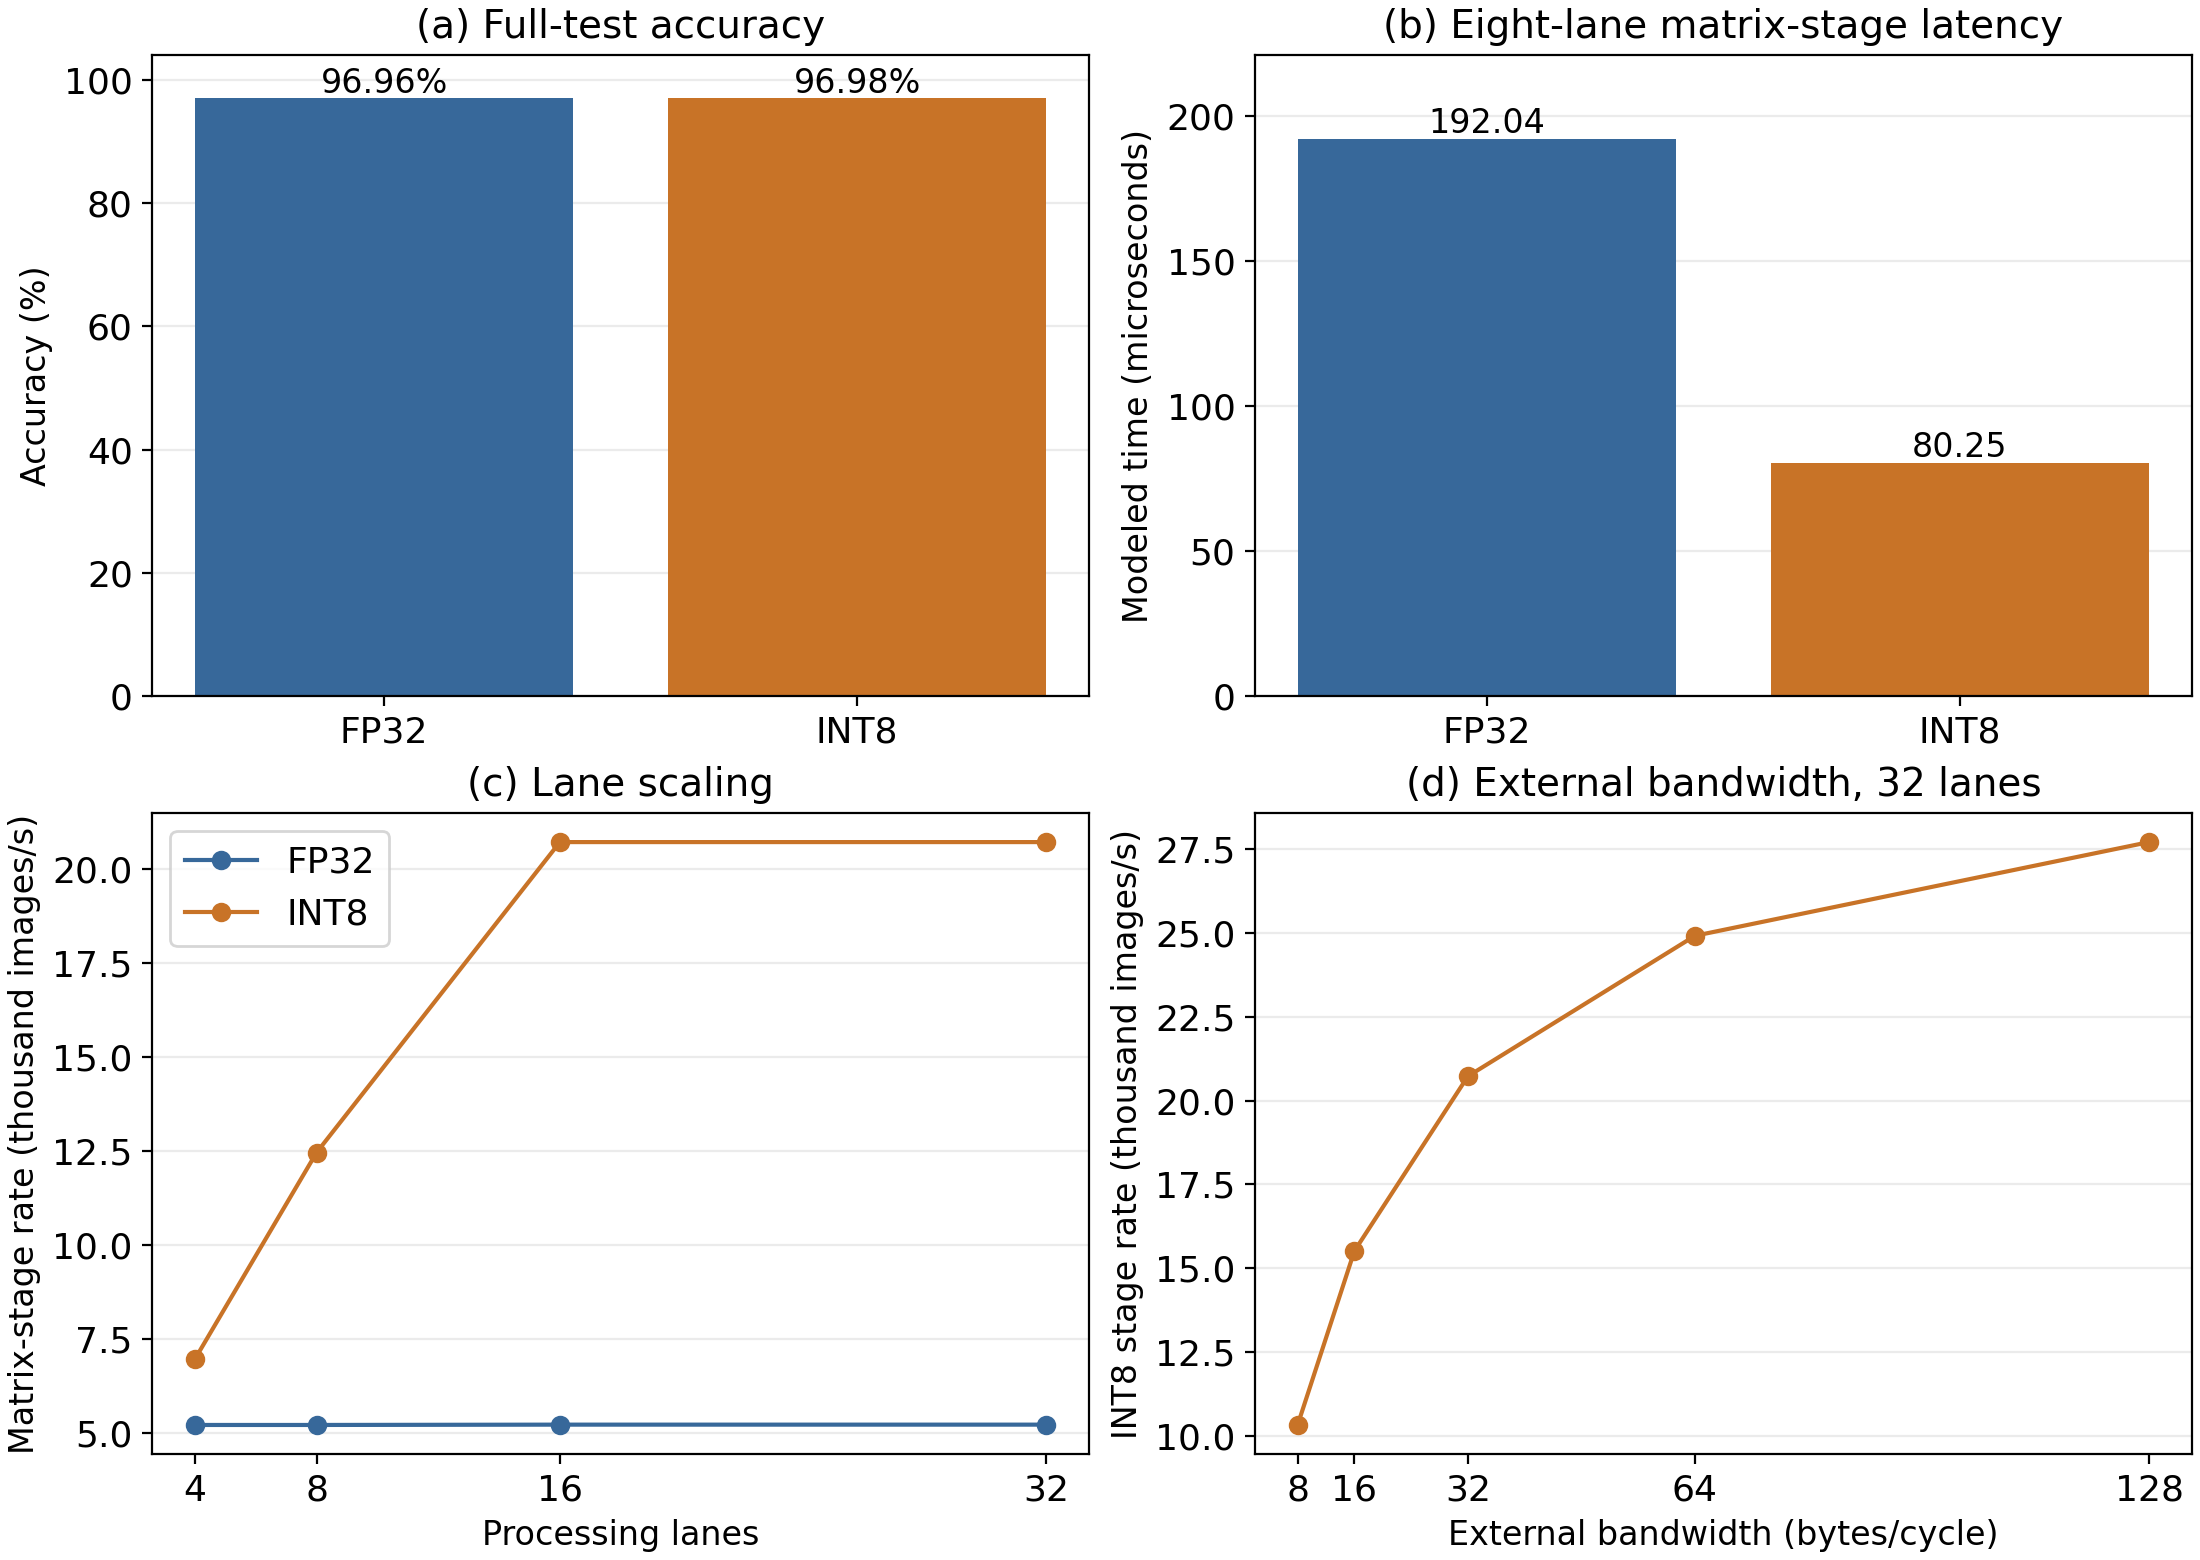 (a) Full-test accuracy
Accuracy (%)
100
80
60
40
20
0
96.96%
96.98%
FP32
INT8
(b) Eight-lane matrix-stage latency
Modeled time (microseconds)
200
150
100
50
0
192.04
80.25
FP32
INT8
(c) Lane scaling
Matrix-stage rate (thousand images/s)
20.0
17.5
15.0
12.5
10.0
7.5
5.0
FP32
INT8
4
8
16
32
Processing lanes
(d) External bandwidth, 32 lanes
INT8 stage rate (thousand images/s)
27.5
25.0
22.5
20.0
17.5
15.0
12.5
10.0
8
16
32
64
128
External bandwidth (bytes/cycle)